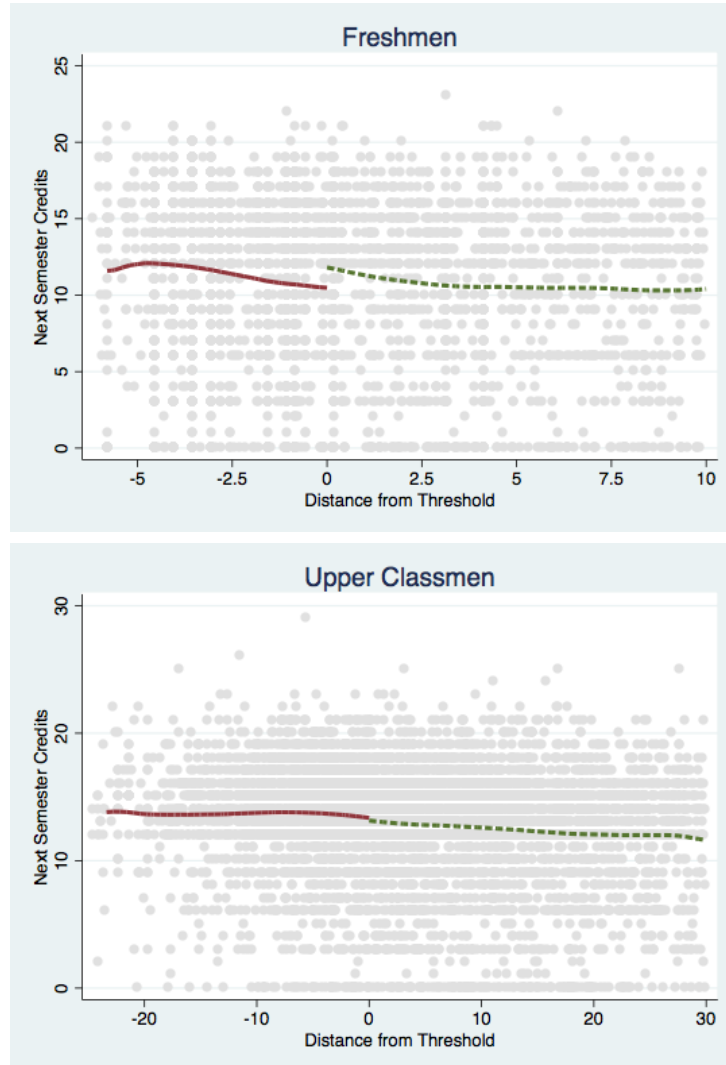 Freshmen
25
20
15
10
5
0
Next Semester Credits
-5 -2.5 0 2.5 5 7.5 10
Distance from Threshold
Upper Classmen
30
20
10
0
Next Semester Credits
-20 -10 0 10 20 30
Distance from Threshold